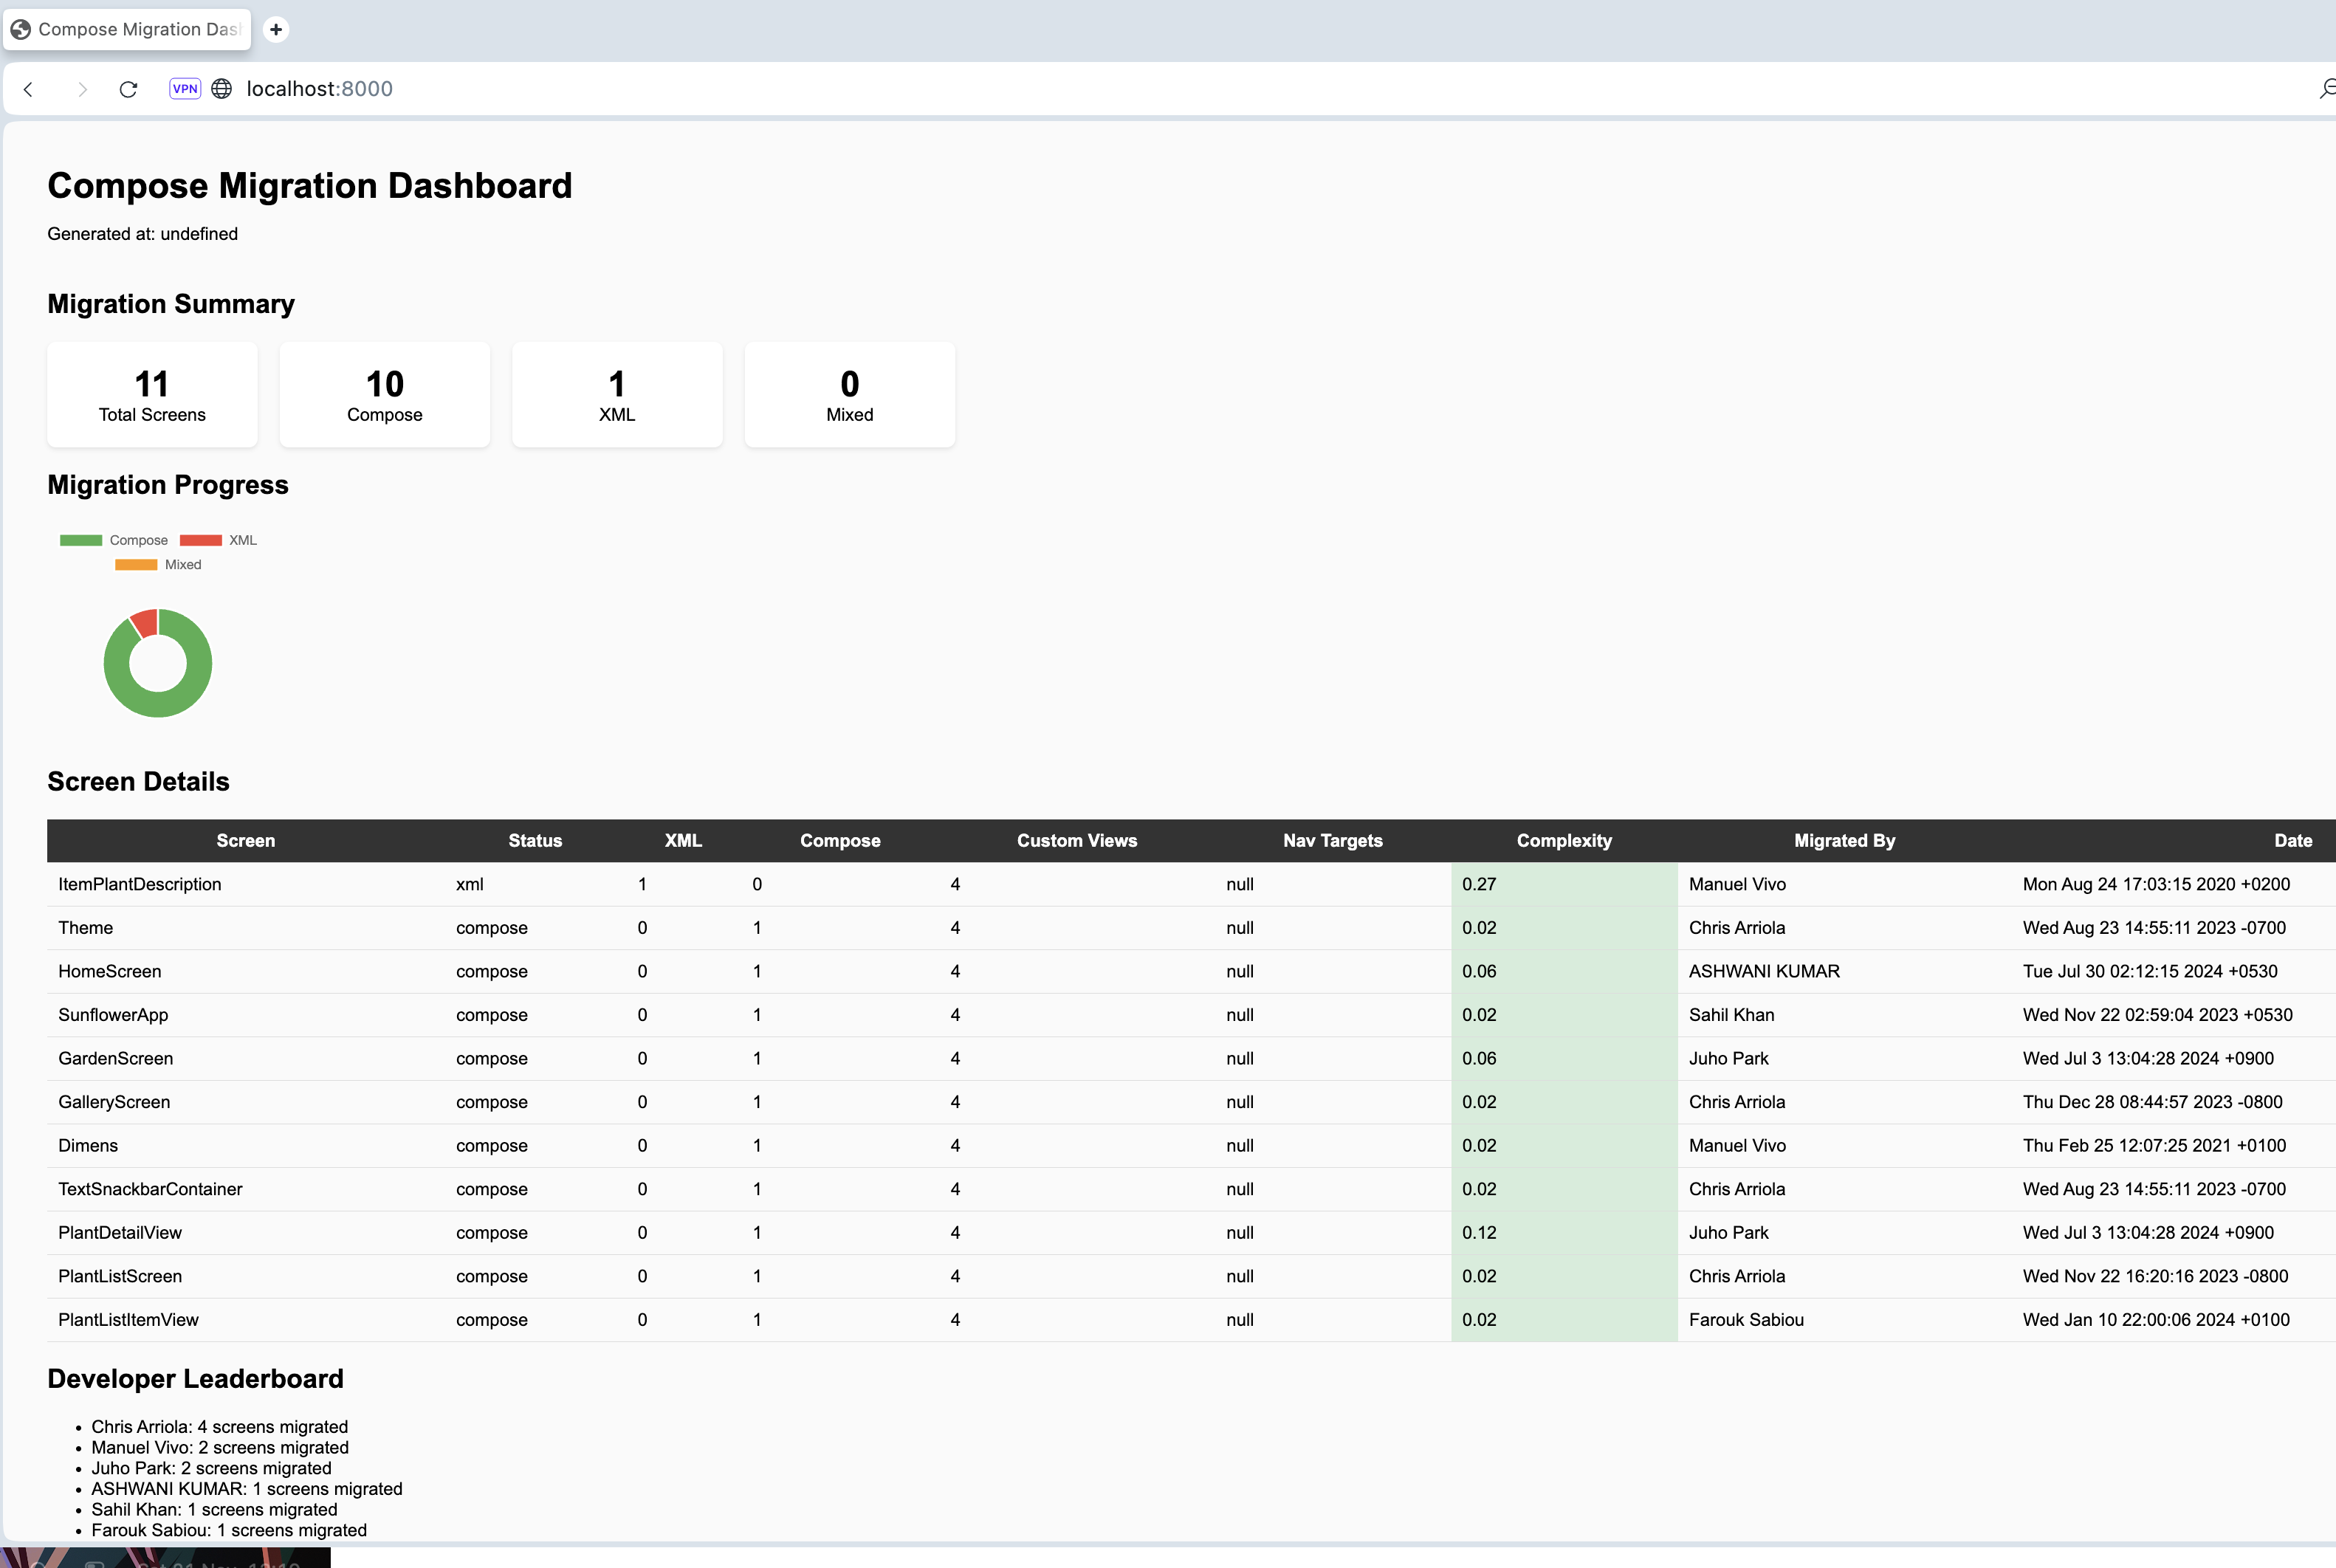 Compose Migration Das
VPN localhost:8000
Compose Migration Dashboard
Generated at: undefined
Migration Summary
11 10 1 0
Total Screens Compose XML Mixed
Migration Progress
Compose XML
Mixed
Screen Details
Screen Status XML Compose Custom Views Nav Targets Complexity Migrated By Date
ItemPlantDescription xml 1 0 4 null 0.27 Manuel Vivo Mon Aug 24 17:03:15 2020 +0200
Theme compose 0 1 4 null 0.02 Chris Arriola Wed Aug 23 14:55:11 2023 -0700
HomeScreen compose 0 1 4 null 0.06 ASHWANI KUMAR Tue Jul 30 02:12:15 2024 +0530
SunflowerApp compose 0 1 4 null 0.02 Sahil Khan Wed Nov 22 02:59:04 2023 +0530
GardenScreen compose 0 1 4 null 0.06 Juho Park Wed Jul 3 13:04:28 2024 +0900
GalleryScreen compose 0 1 4 null 0.02 Chris Arriola Thu Dec 28 08:44:57 2023 -0800
Dimens compose 0 1 4 null 0.02 Manuel Vivo Thu Feb 25 12:07:25 2021 +0100
TextSnackbarContainer compose 0 1 4 null 0.02 Chris Arriola Wed Aug 23 14:55:11 2023 -0700
PlantDetailView compose 0 1 4 null 0.12 Juho Park Wed Jul 3 13:04:28 2024 +0900
PlantListScreen compose 0 1 4 null 0.02 Chris Arriola Wed Nov 22 16:20:16 2023 -0800
PlantListItemView compose 0 1 4 null 0.02 Farouk Sabiou Wed Jan 10 22:00:06 2024 +0100
Developer Leaderboard
• Chris Arriola: 4 screens migrated
• Manuel Vivo: 2 screens migrated
• Juho Park: 2 screens migrated
• ASHWANI KUMAR: 1 screens migrated
• Sahil Khan: 1 screens migrated
• Farouk Sabiou: 1 screens migrated